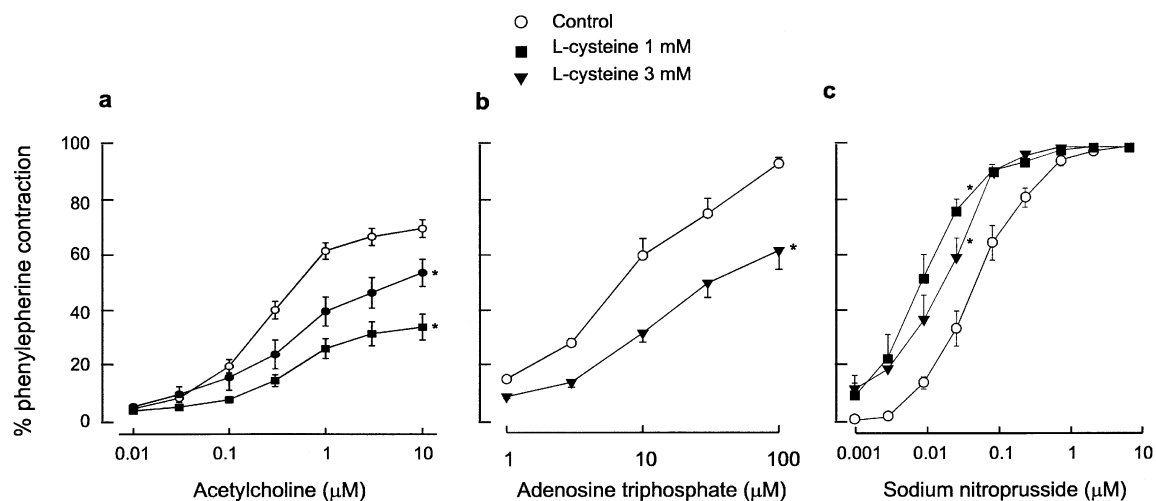 Control
L-cysteine 1 mM
L-cysteine 3 mM
a
b
c
% phenylepherine contraction
100
80
60
40
20
0
*
*
*
*
*
0.01 0.1 1 10
1 10 100
0.001 0.01 0.1 1 10
Acetylcholine (μM)
Adenosine triphosphate (μM)
Sodium nitroprusside (μM)